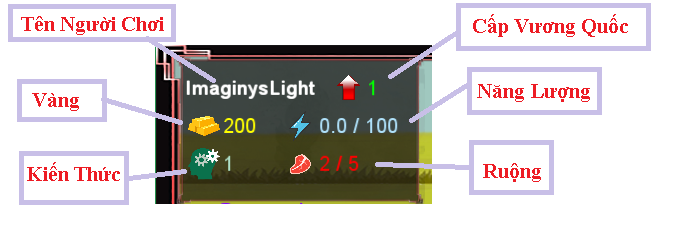 Tên Người Chơi
Cấp Vương Quốc
ImaginysLight 1
Vàng
200
0.0 / 100
Năng Lượng
Kiến Thức
1
2 / 5
Ruộng